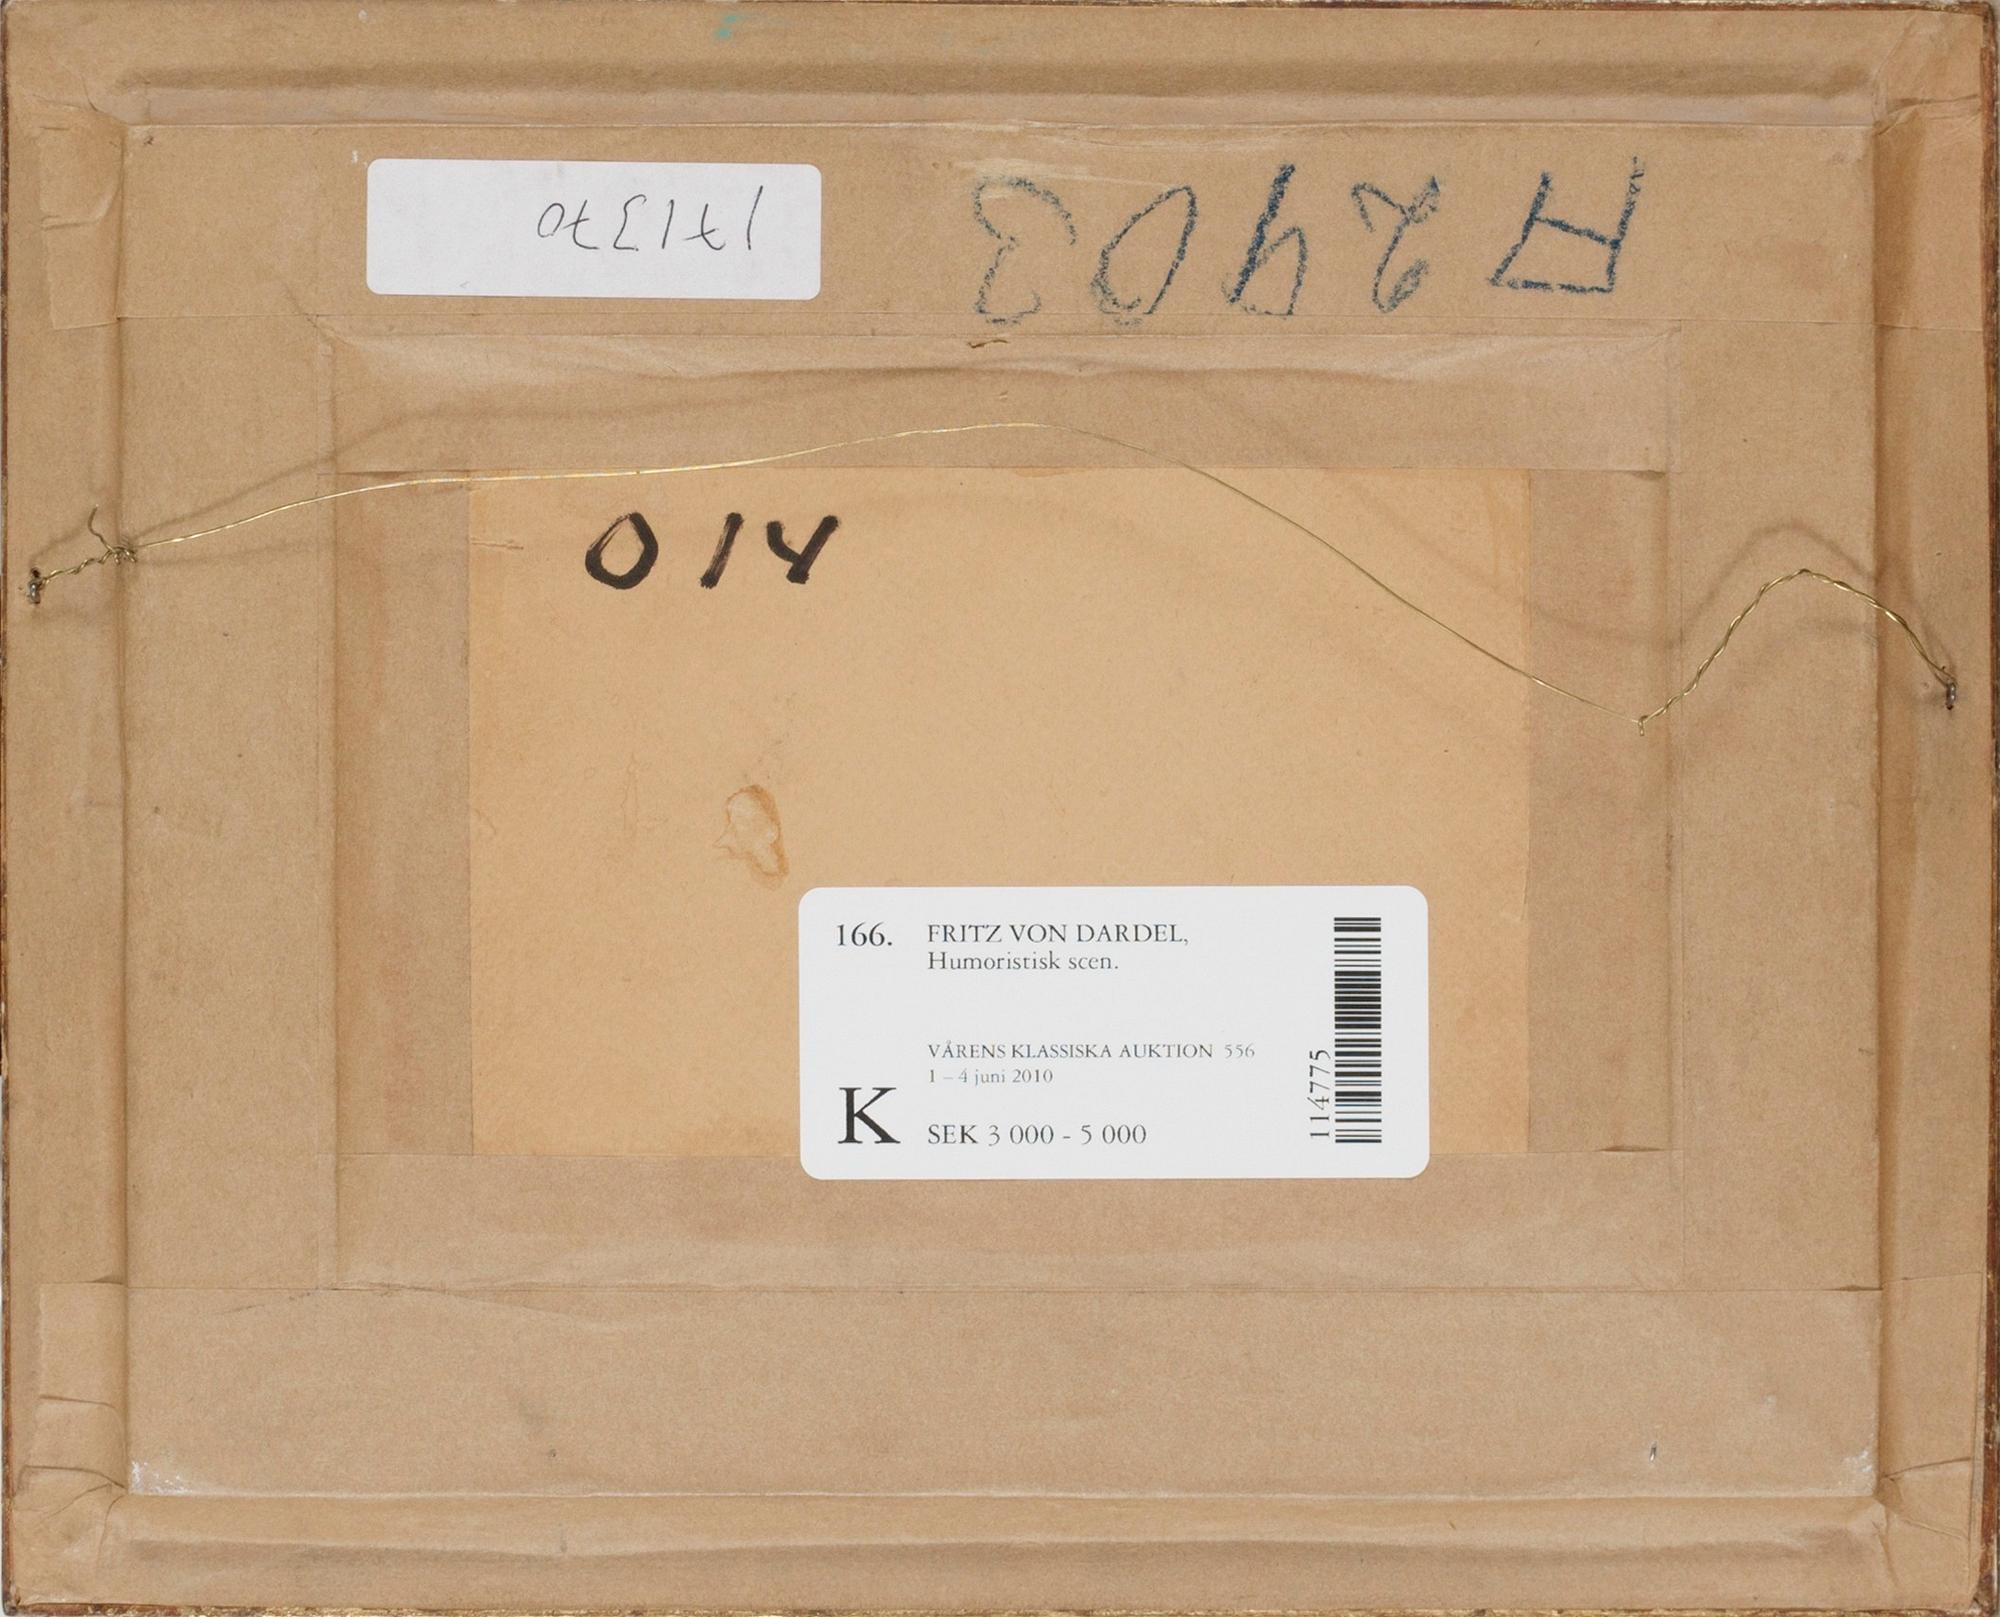 171370
A 2403
014
166. FRITZ VON DARDEL,
Humoristisk scen.
VÅRENS KLASSISKA AUKTION 556
1 – 4 juni 2010
K SEK 3 000 - 5 000
114775